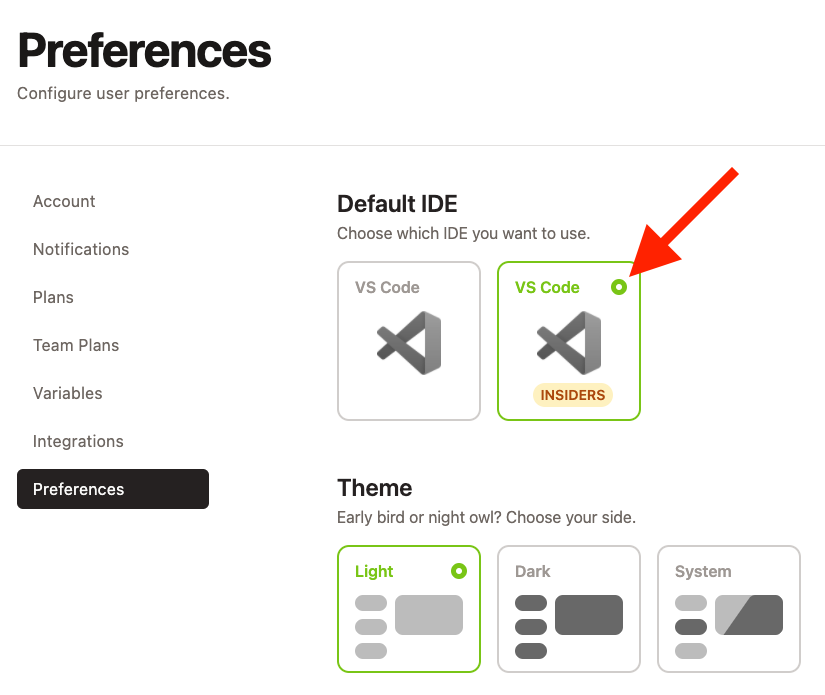 Preferences
Configure user preferences.
Account
Notifications
Plans
Team Plans
Variables
Integrations
Preferences
Default IDE
Choose which IDE you want to use.
VS Code
VS Code
INSIDERS
Theme
Early bird or night owl? Choose your side.
Light
Dark
System